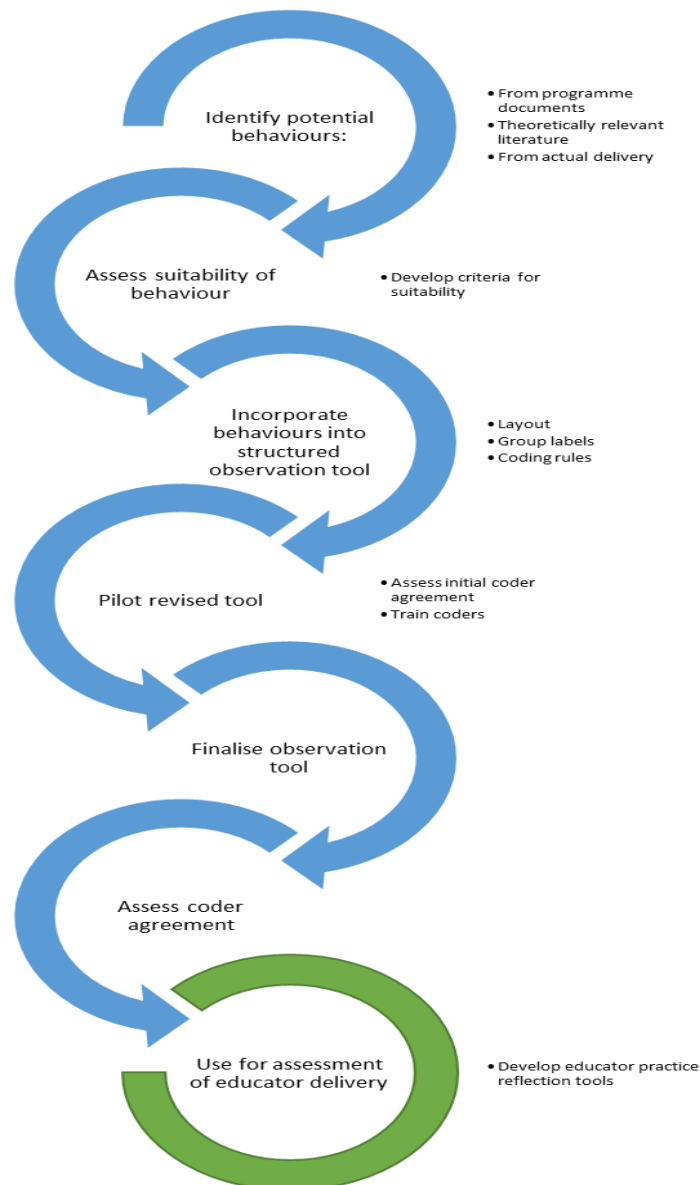 Identify potential
behaviours:
• From programme
documents
• Theoretically relevant
literature
• From actual delivery
Assess suitability of
behaviour
• Develop criteria for
suitability
Incorporate
behaviours into
structured
observation tool
• Layout
• Group labels
• Coding rules
Pilot revised tool
• Assess initial coder
agreement
• Train coders
Finalise observation
tool
Assess coder
agreement
Use for assessment
of educator delivery
• Develop educator practice
reflection tools